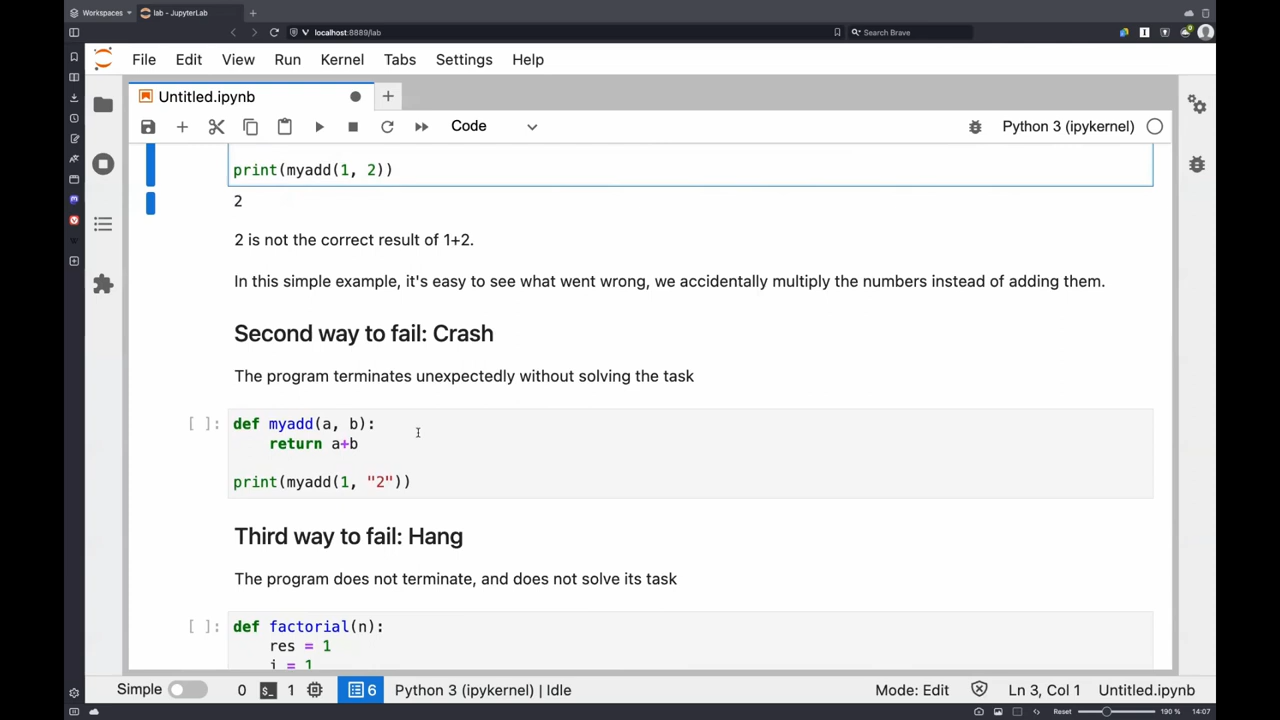 Workspaces
lab - JupyterLab
localhost:8889/lab
Search Brave
File Edit View Run Kernel Tabs Settings Help
Untitled.ipynb
Code
Python 3 (ipykernel)
print(myadd(1, 2))
2
2 is not the correct result of 1+2.
In this simple example, it's easy to see what went wrong, we accidentally multiply the numbers instead of adding them.
Second way to fail: Crash
The program terminates unexpectedly without solving the task
[ ]: def myadd(a, b):
return a+b
print(myadd(1, "2"))
Third way to fail: Hang
The program does not terminate, and does not solve its task
[ ]: def factorial(n):
res = 1
i = 1
Simple 0 1 6 Python 3 (ipykernel) | Idle Mode: Edit Ln 3, Col 1 Untitled.ipynb
Reset 190 % 14:07